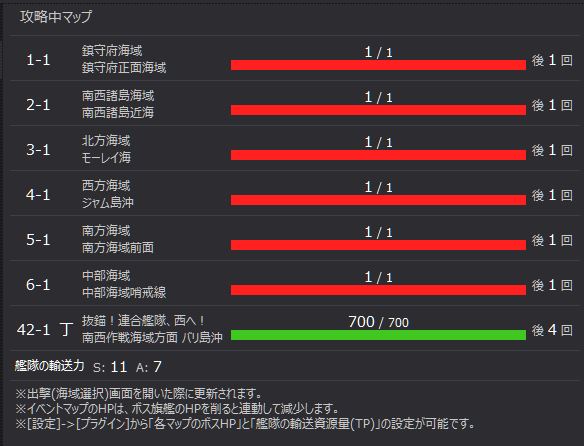 攻略中マップ
1-1 鎮守府海域 1 / 1 後 1 回
鎮守府正面海域
2-1 南西諸島海域 1 / 1 後 1 回
南西諸島近海
3-1 北方海域 1 / 1 後 1 回
モーレイ海
4-1 西方海域 1 / 1 後 1 回
ジャム島沖
5-1 南方海域 1 / 1 後 1 回
南方海域前面
6-1 中部海域 1 / 1 後 1 回
中部海域哨戒線
42-1 丁 抜錨！連合艦隊、西へ！ 700 / 700 後 4 回
南西作戦海域方面 バリ島沖
艦隊の輸送力 S: 11 A: 7
※出撃(海域選択)画面を開いた際に更新されます。
※イベントマップのHPは、ボス旗艦のHPを削ると連動して減少します。
※[設定]->[プラグイン]から「各マップのボスHP」と「艦隊の輸送資源量(TP)」の設定が可能です。